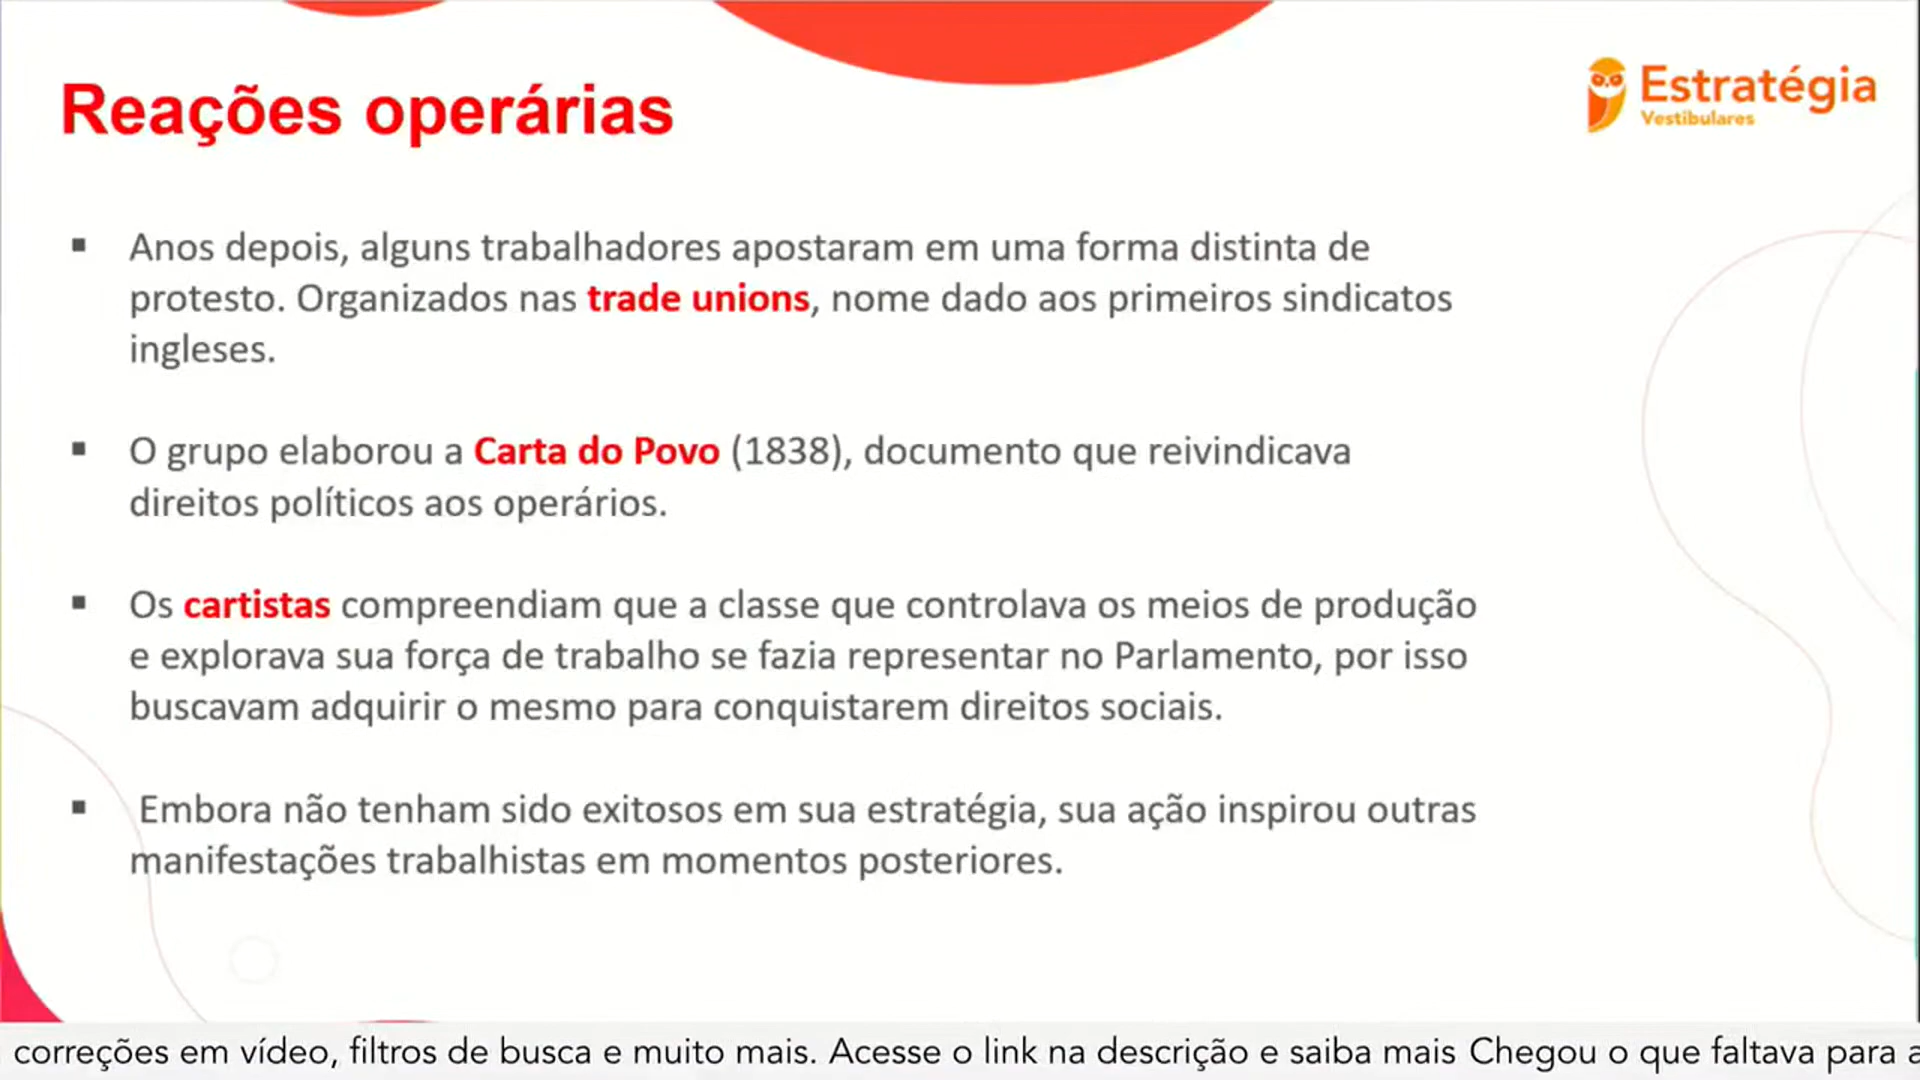 Reações operárias
Estratégia
Vestibulares
▪ Anos depois, alguns trabalhadores apostaram em uma forma distinta de
protesto. Organizados nas trade unions, nome dado aos primeiros sindicatos
ingleses.
▪ O grupo elaborou a Carta do Povo (1838), documento que reivindicava
direitos políticos aos operários.
▪ Os cartistas compreendiam que a classe que controlava os meios de produção
e explorava sua força de trabalho se fazia representar no Parlamento, por isso
buscavam adquirir o mesmo para conquistarem direitos sociais.
▪ Embora não tenham sido exitosos em sua estratégia, sua ação inspirou outras
manifestações trabalhistas em momentos posteriores.
correções em vídeo, filtros de busca e muito mais. Acesse o link na descrição e saiba mais Chegou o que faltava para a